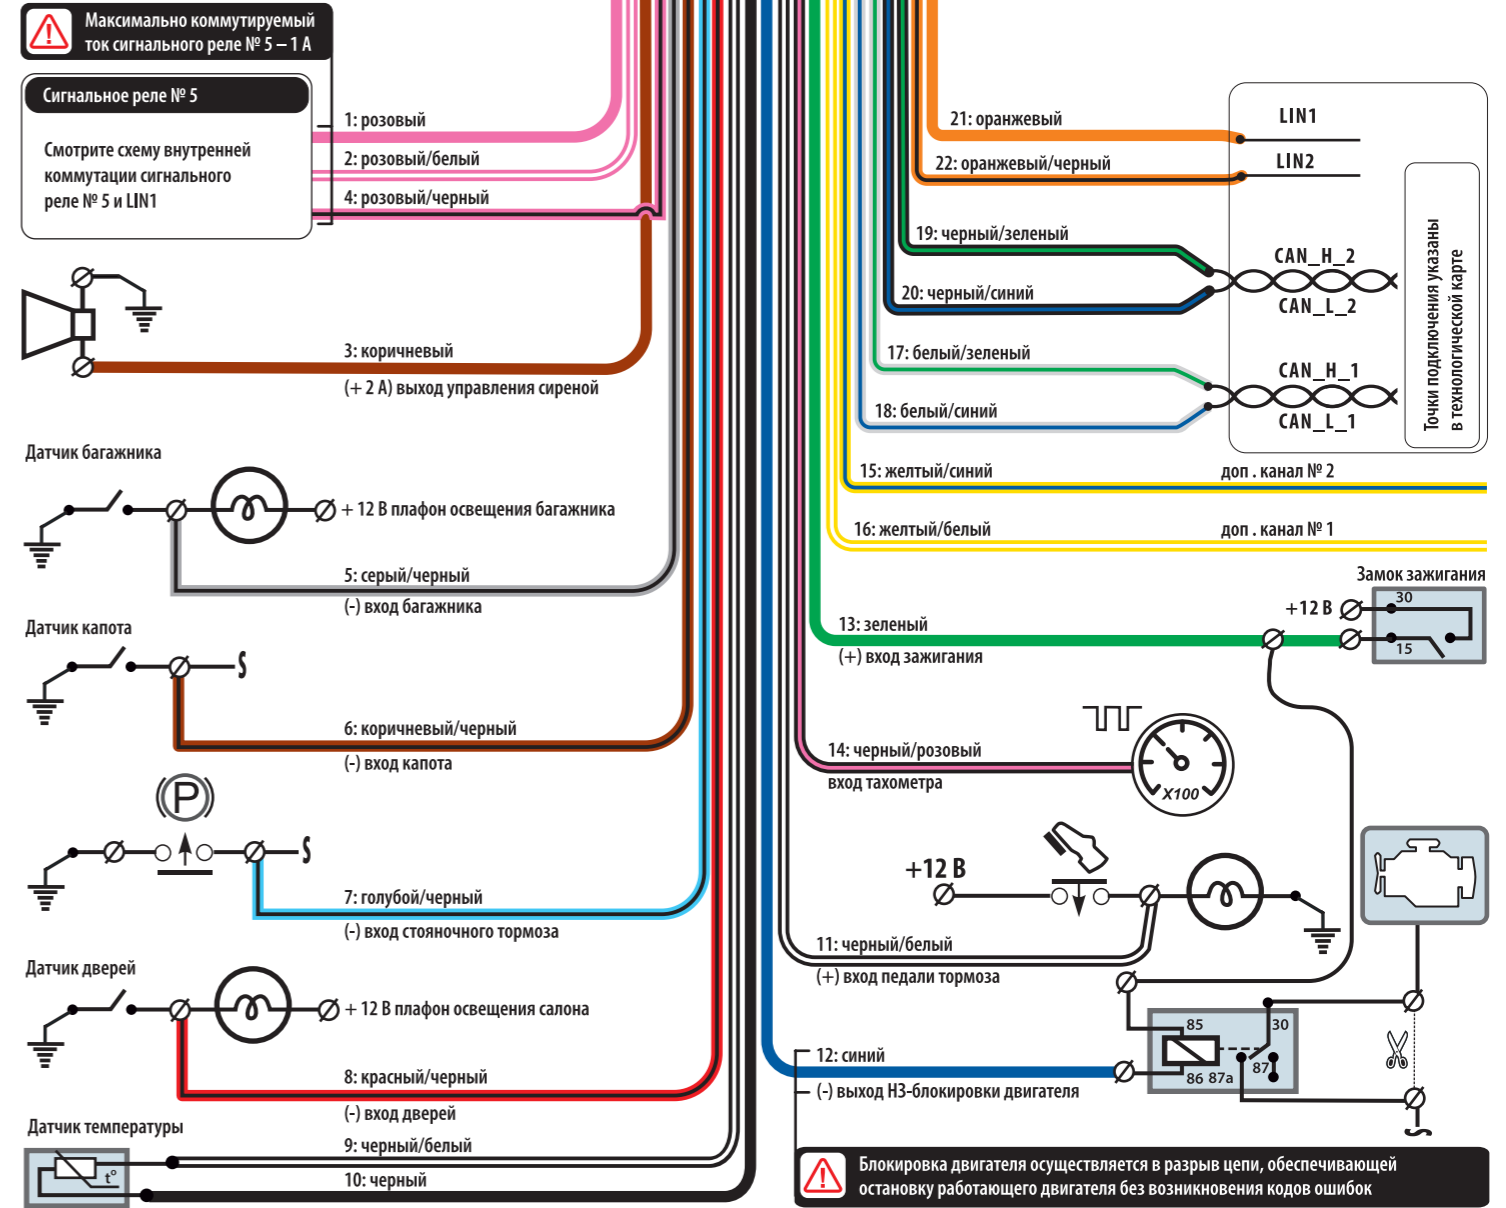 Максимально коммутируемый
ток сигнального реле № 5 – 1 А
Сигнальное реле № 5
Смотрите схему внутренней
коммутации сигнального
реле № 5 и LIN1
1: розовый
2: розовый/белый
4: розовый/черный
3: коричневый
(+ 2 А) выход управления сиреной
Датчик багажника
+ 12 В плафон освещения багажника
5: серый/черный
(-) вход багажника
Датчик капота
6: коричневый/черный
(-) вход капота
P
7: голубой/черный
(-) вход стояночного тормоза
Датчик дверей
+ 12 В плафон освещения салона
8: красный/черный
(-) вход дверей
Датчик температуры
t°
9: черный/белый
10: черный
21: оранжевый
LIN1
22: оранжевый/черный
LIN2
19: черный/зеленый
CAN_H_2
20: черный/синий
CAN_L_2
17: белый/зеленый
CAN_H_1
18: белый/синий
CAN_L_1
Точки подключения указаны
в технологической карте
15: желтый/синий
доп . канал № 2
16: желтый/белый
доп . канал № 1
Замок зажигания
+12 В
30
15
13: зеленый
(+) вход зажигания
14: черный/розовый
вход тахометра
X100
+12 В
11: черный/белый
(+) вход педали тормоза
12: синий
(-) выход НЗ-блокировки двигателя
85
30
86
87a
87
Блокировка двигателя осуществляется в разрыв цепи, обеспечивающей
остановку работающего двигателя без возникновения кодов ошибок